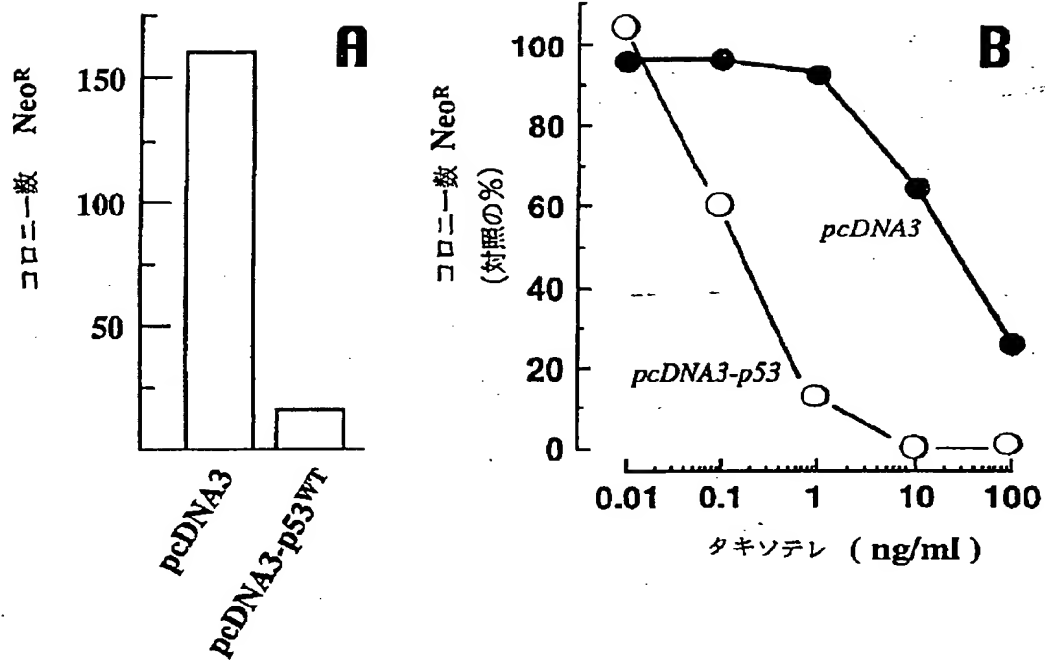 A
コロニー数 Neoᴿ
150
100
50
pcDNA3
pcDNA3-p53ᵂᵀ
B
コロニー数 Neoᴿ
(対照の%)
100
80
60
40
20
0
pcDNA3
pcDNA3-p53
0.01 0.1 1 10 100
タキソテレ (ng/ml)